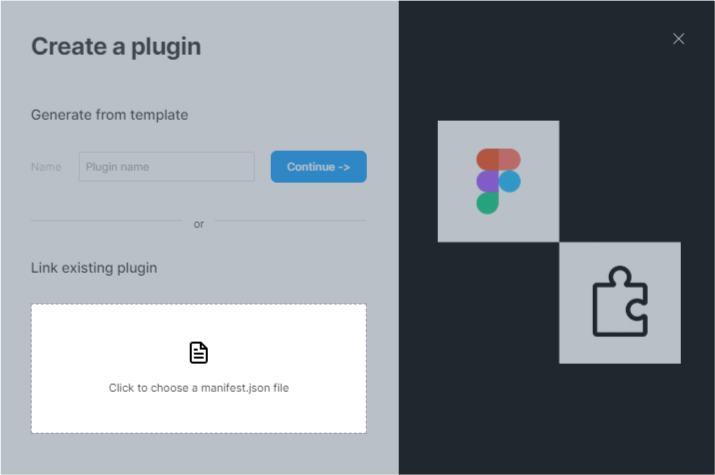 Create a plugin
Generate from template
Name
Plugin name
Continue ->
or
Link existing plugin
Click to choose a manifest.json file